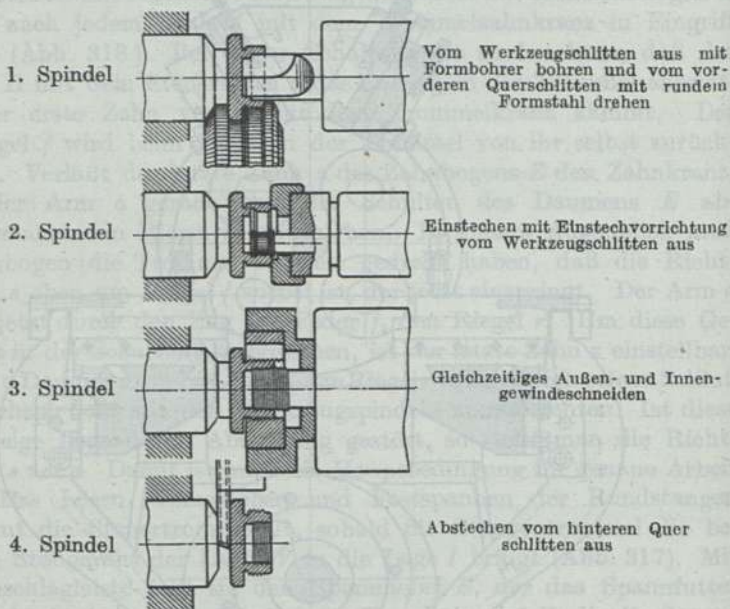 1. Spindel
Vom Werkzeugschlitten aus mit
Formbohrer bohren und vom vor-
deren Querschlitten mit rundem
Formstahl drehen
2. Spindel
Einstechen mit Einstechvorrichtung
vom Werkzeugschlitten aus
3. Spindel
Gleichzeitiges Außen- und Innen-
gewindeschneiden
4. Spindel
Abstechen vom hinteren Quer
schlitten aus